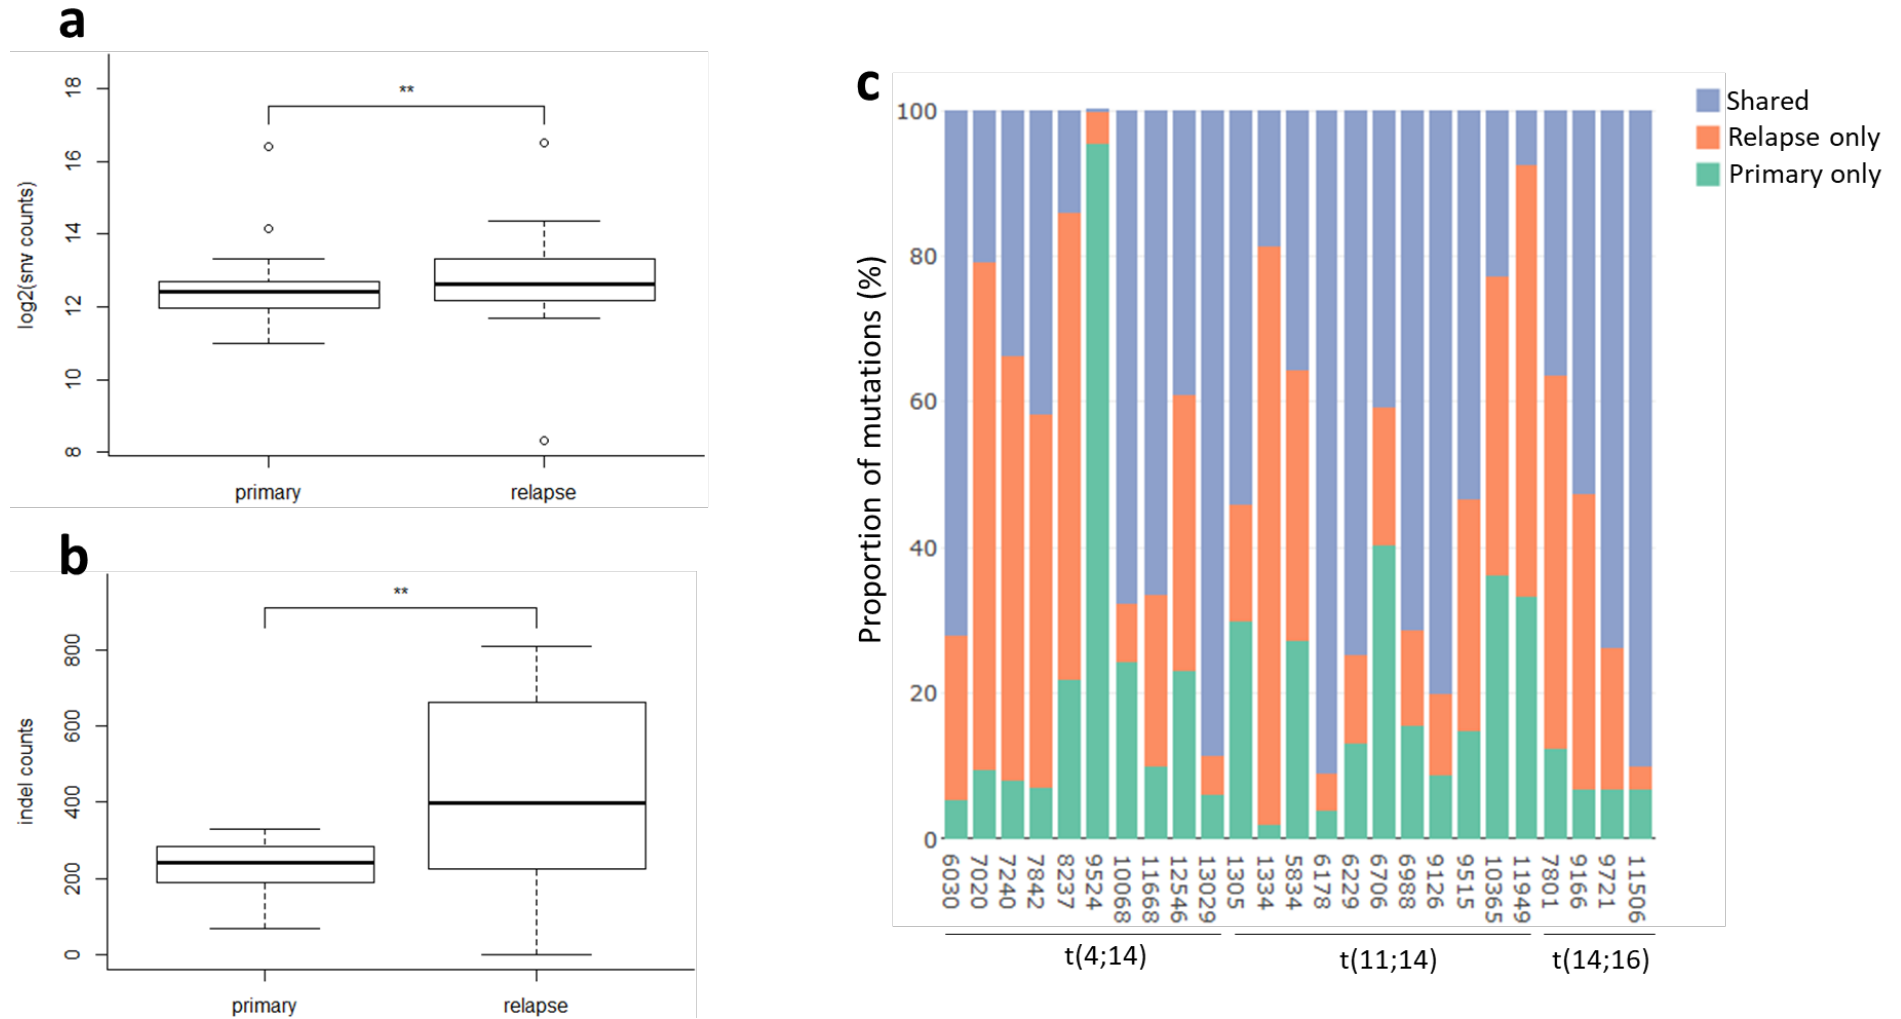 a
log2(snv counts)
18
16
14
12
10
8
**
primary relapse
b
indel counts
800
600
400
200
0
**
primary relapse
c
Proportion of mutations (%)
100
80
60
40
20
0
Shared
Relapse only
Primary only
6030 7020 7240 7842 8237 9524 10068 11668 12546 13029 1305 1334 5834 6178 6229 6706 6988 9126 9515 10365 11949 7801 9166 9721 11506
t(4;14) t(11;14) t(14;16)